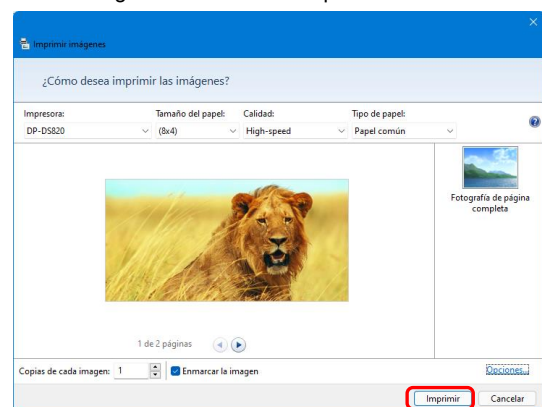 Imprimir imágenes
¿Cómo desea imprimir las imágenes?
Impresora: Tamaño del papel: Calidad: Tipo de papel:
DP-DS820 (8x4) High-speed Papel común
Fotografía de página
completa
1 de 2 páginas
Copias de cada imagen: 1 Enmarcar la imagen Opciones...
Imprimir Cancelar